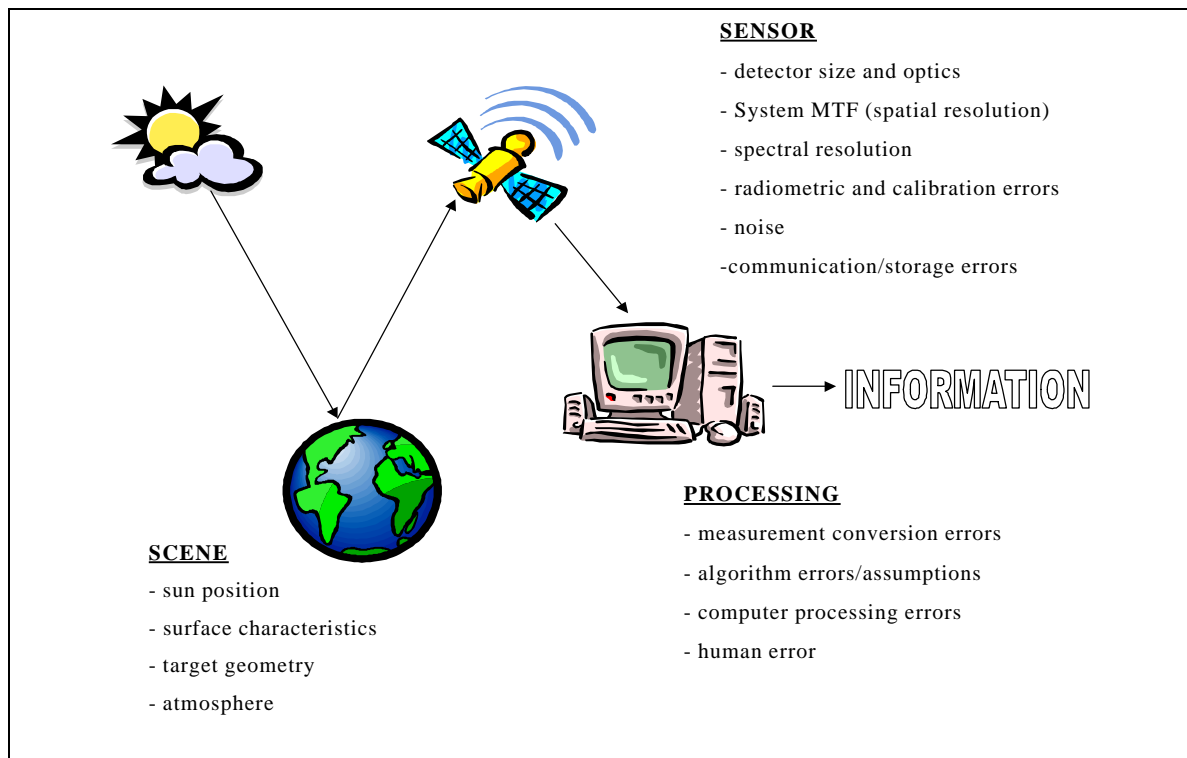 SENSOR
- detector size and optics
- System MTF (spatial resolution)
- spectral resolution
- radiometric and calibration errors
- noise
-communication/storage errors
INFORMATION
PROCESSING
- measurement conversion errors
- algorithm errors/assumptions
- computer processing errors
- human error
SCENE
- sun position
- surface characteristics
- target geometry
- atmosphere